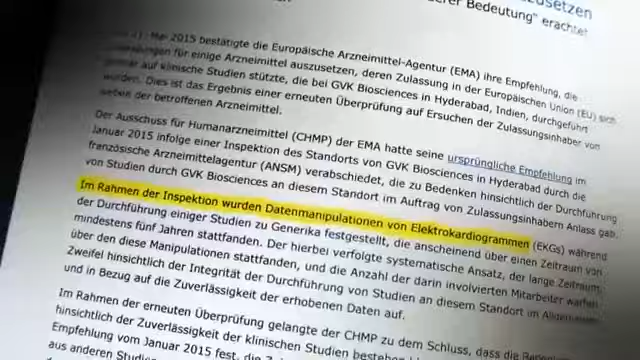 zusetzen
erer Bedeutung" erachtet
Mai 2015 bestätigte die Europäische Arzneimittel-Agentur (EMA) ihre Empfehlung, die
für einige Arzneimittel auszusetzen, deren Zulassung in der Europäischen Union (EU) sich
auf klinische Studien stützte, die bei GVK Biosciences in Hyderabad, Indien, durchgeführt
wurden. Dies ist das Ergebnis einer erneuten Überprüfung auf Ersuchen der Zulassungsinhaber von
sieben der betroffenen Arzneimittel.
Der Ausschuss für Humanarzneimittel (CHMP) der EMA hatte seine ursprüngliche Empfehlung im
Januar 2015 infolge einer Inspektion des Standorts von GVK Biosciences in Hyderabad durch die
französische Arzneimittelagentur (ANSM) verabschiedet, die zu Bedenken hinsichtlich der Durchführung
von Studien durch GVK Biosciences an diesem Standort im Auftrag von Zulassungsinhabern Anlass gab.
Im Rahmen der Inspektion wurden Datenmanipulationen von Elektrokardiogrammen (EKGs) während
der Durchführung einiger Studien zu Generika festgestellt, die anscheinend über einen Zeitraum von
mindestens fünf Jahren stattfanden. Der hierbei verfolgte systematische Ansatz, der lange Zeitraum,
über den diese Manipulationen stattfanden, und die Anzahl der darin involvierten Mitarbeiter warfen
Zweifel hinsichtlich der Integrität der Durchführung von Studien an diesem Standort im Allgemeinen
und in Bezug auf die Zuverlässigkeit der erhobenen Daten auf.
Im Rahmen der erneuten Überprüfung gelangte der CHMP zu dem Schluss, dass die
hinsichtlich der Zuverlässigkeit der klinischen Studien bestehen
Empfehlung vom Januar 2015 fest, die
aus anderen Studien